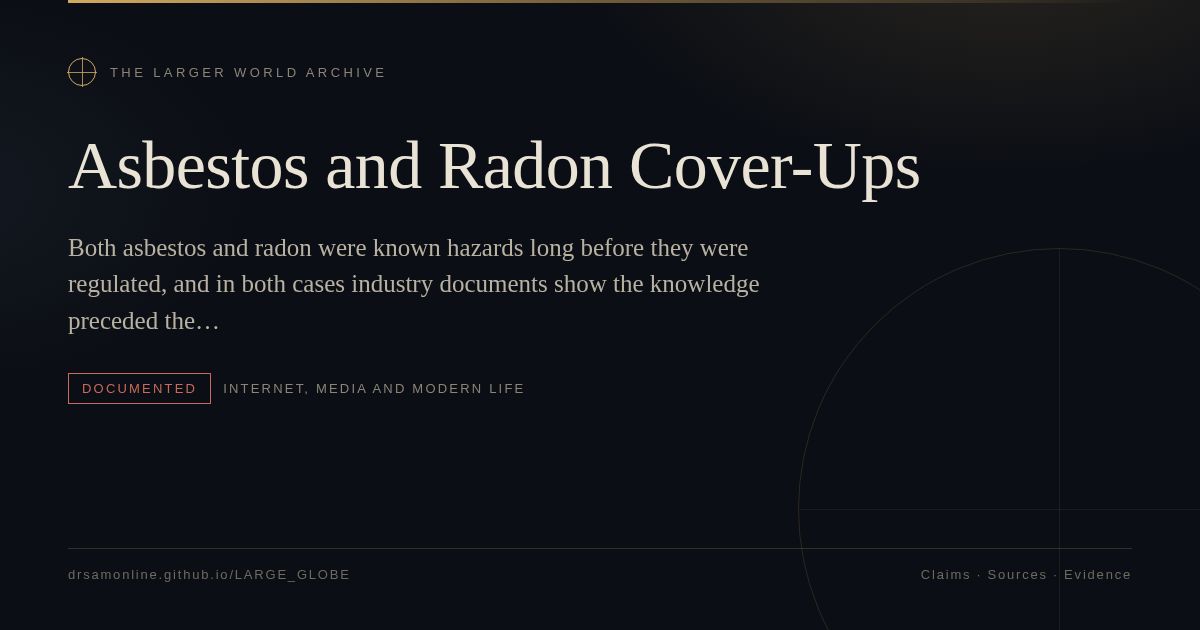 THE LARGER WORLD ARCHIVE
Asbestos and Radon Cover-Ups
Both asbestos and radon were known hazards long before they were
regulated, and in both cases industry documents show the knowledge
preceded the…
DOCUMENTED INTERNET, MEDIA AND MODERN LIFE
drsamonline.github.io/LARGE_GLOBE Claims · Sources · Evidence